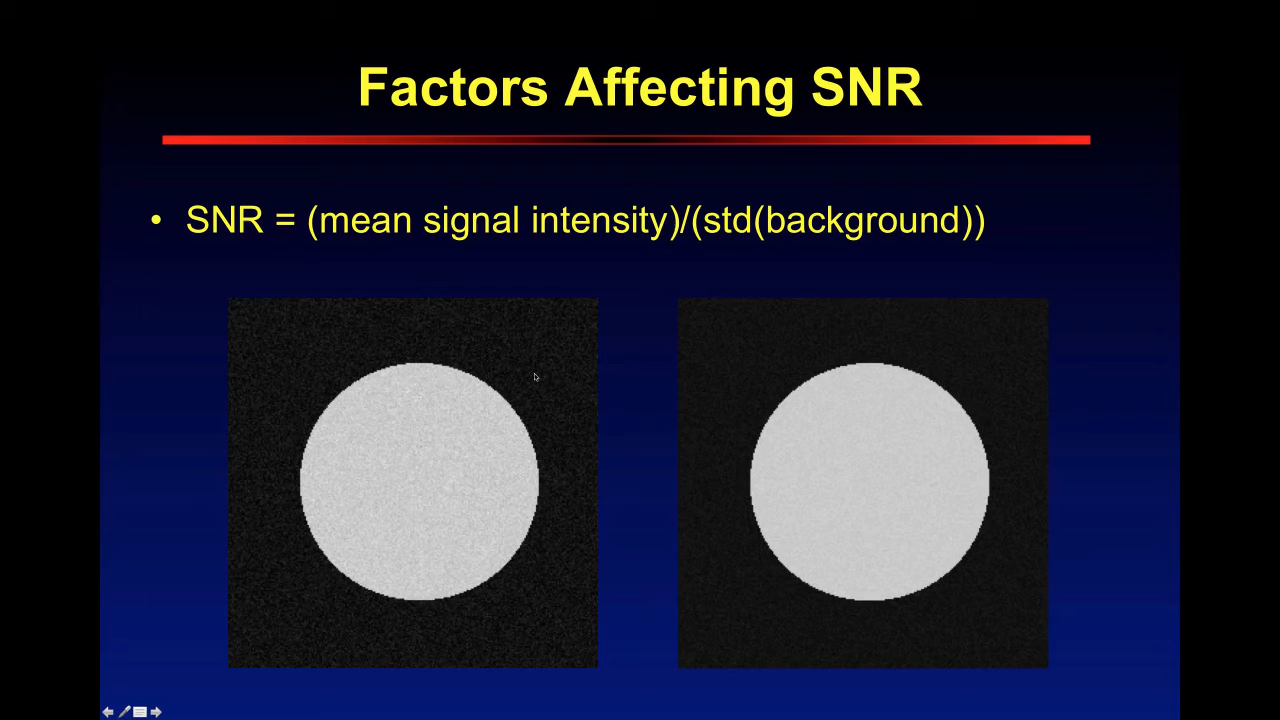 Factors Affecting SNR
• SNR = (mean signal intensity)/(std(background))